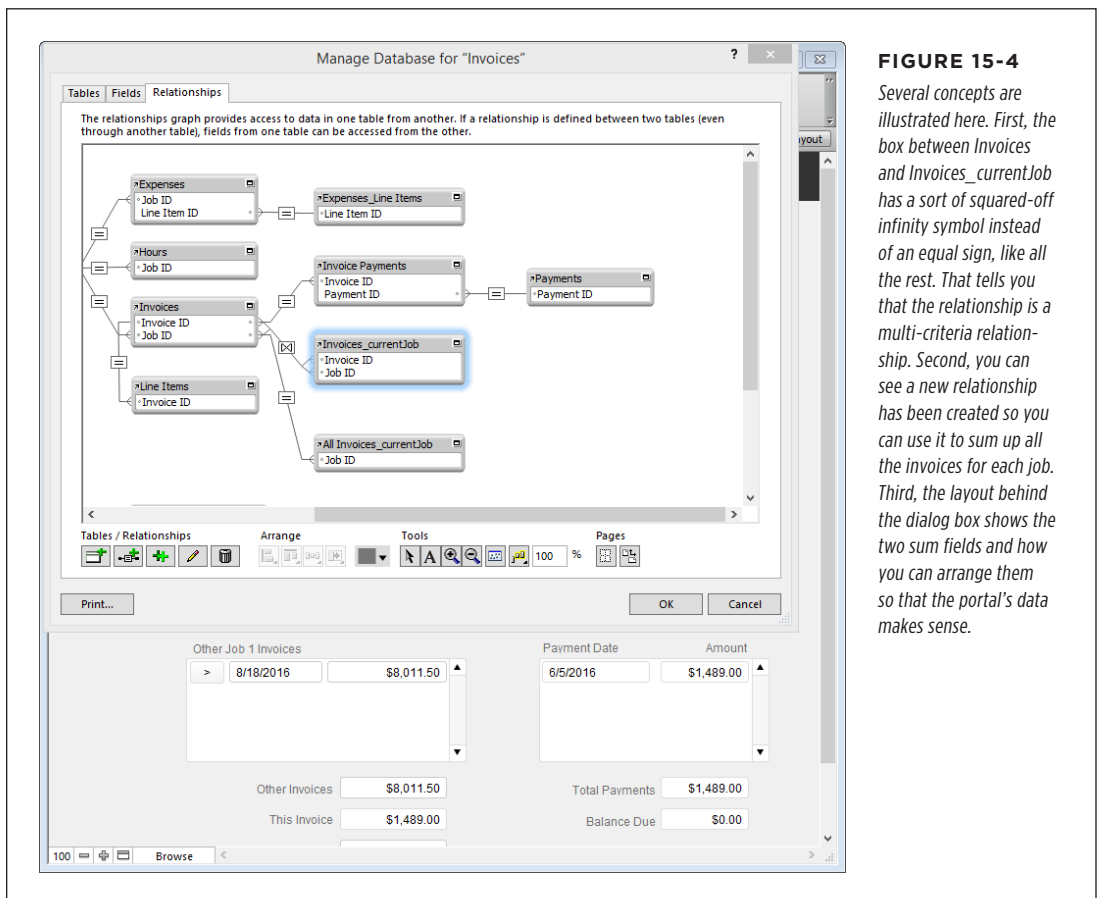 Manage Database for “Invoices”
?
Tables Fields Relationships
The relationships graph provides access to data in one table from another. If a relationship is defined between two tables (even
through another table), fields from one table can be accessed from the other.
Expenses
Job ID
Line Item ID
=
Expenses_Line Items
Line Item ID
=
Hours
Job ID
=
Invoice Payments
Invoice ID
Payment ID
=
Payments
Payment ID
=
=
Invoices
Invoice ID
Job ID
Invoices_currentJob
Invoice ID
Job ID
=
Line Items
Invoice ID
=
All Invoices_currentJob
Job ID
Tables / Relationships Arrange Tools Pages
A 100 %
Print... OK Cancel
yout
Other Job 1 Invoices
> 8/18/2016 $8,011.50
Payment Date Amount
6/5/2016 $1,489.00
Other Invoices $8,011.50
This Invoice $1,489.00
Total Payments $1,489.00
Balance Due $0.00
100 Browse
FIGURE 15-4
Several concepts are
illustrated here. First, the
box between Invoices
and Invoices_currentJob
has a sort of squared-off
infinity symbol instead
of an equal sign, like all
the rest. That tells you
that the relationship is a
multi-criteria relation-
ship. Second, you can
see a new relationship
has been created so you
can use it to sum up all
the invoices for each job.
Third, the layout behind
the dialog box shows the
two sum fields and how
you can arrange them
so that the portal’s data
makes sense.